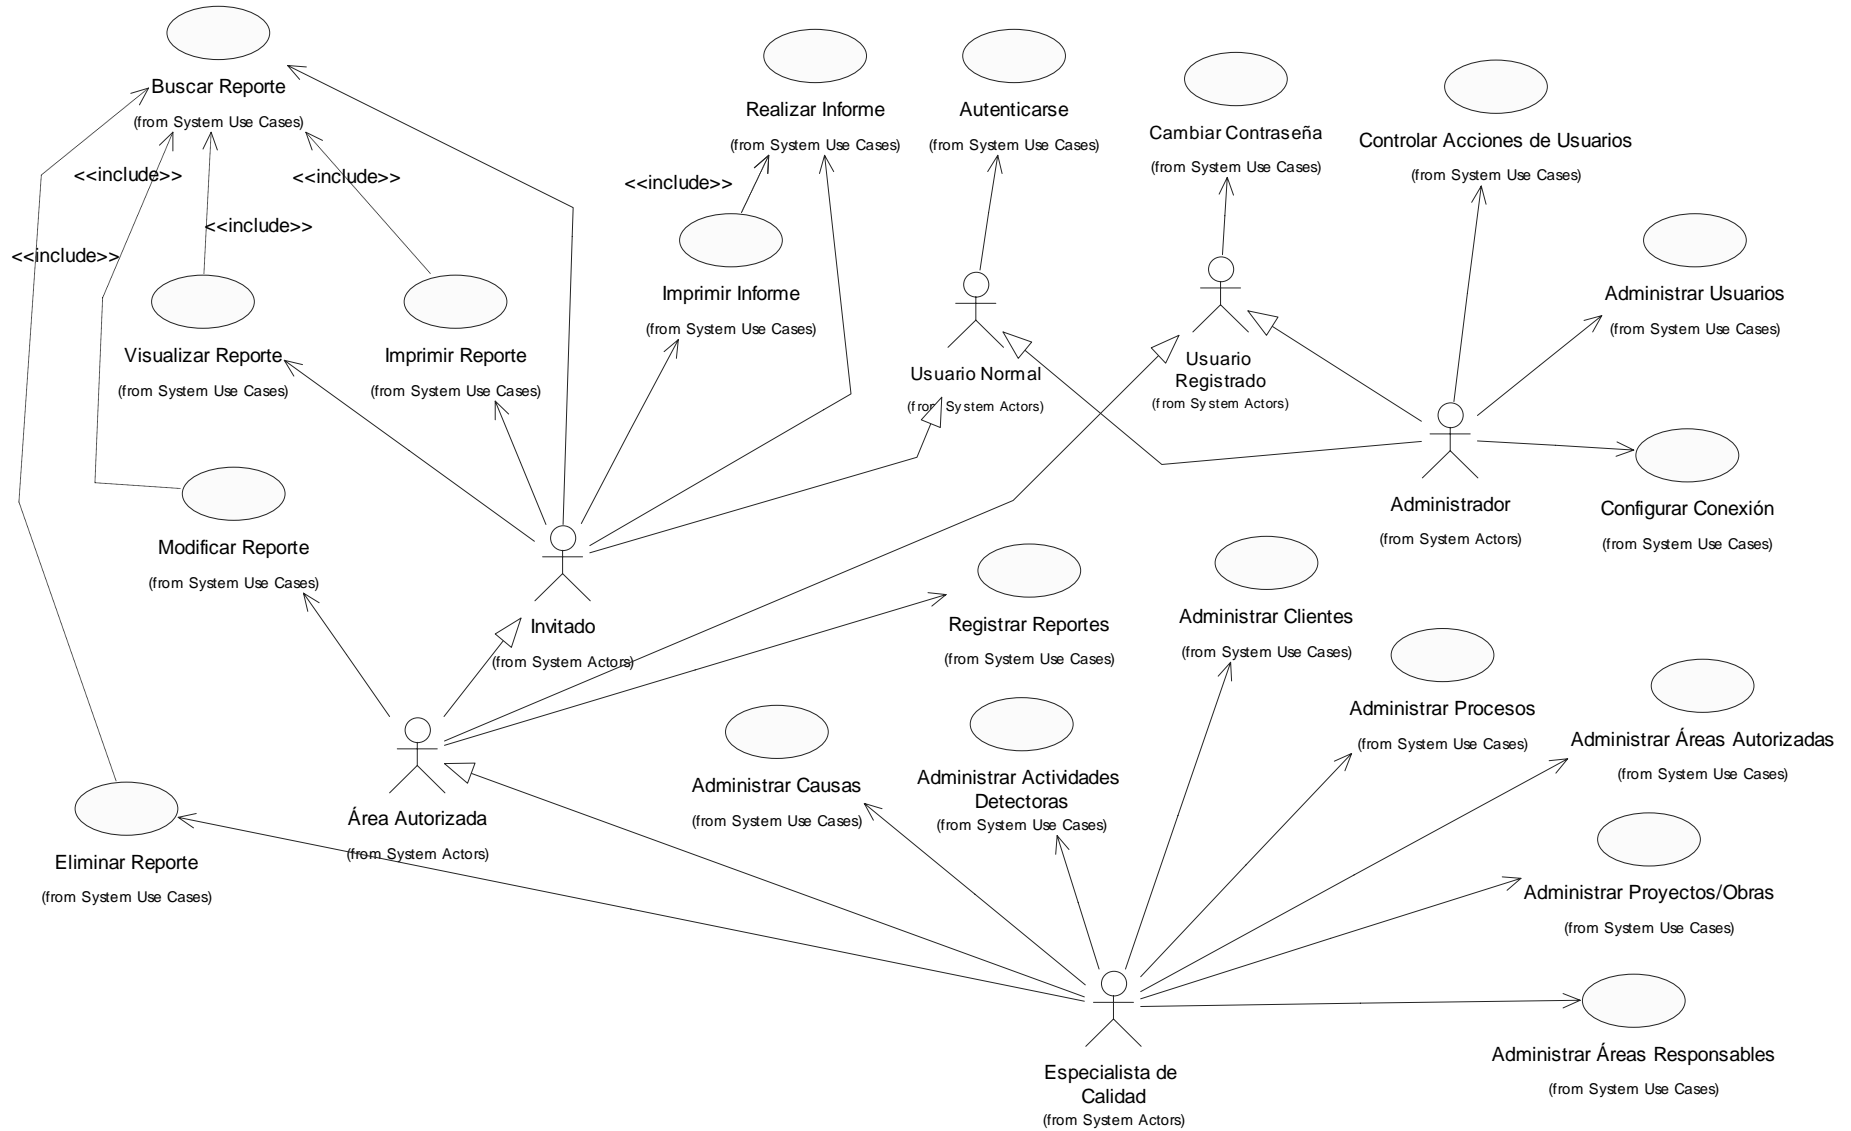 Buscar Reporte
(from System Use Cases)
Realizar Informe
(from System Use Cases)
Autenticarse
(from System Use Cases)
Cambiar Contraseña
(from System Use Cases)
Controlar Acciones de Usuarios
(from System Use Cases)
<<include>>
<<include>>
<<include>>
<<include>>
<<include>>
Visualizar Reporte
(from System Use Cases)
Imprimir Reporte
(from System Use Cases)
Imprimir Informe
(from System Use Cases)
Usuario Normal
(from System Actors)
Usuario
Registrado
(from System Actors)
Administrar Usuarios
(from System Use Cases)
Administrador
(from System Actors)
Configurar Conexión
(from System Use Cases)
Modificar Reporte
(from System Use Cases)
Invitado
(from System Actors)
Registrar Reportes
(from System Use Cases)
Administrar Clientes
(from System Use Cases)
Administrar Procesos
(from System Use Cases)
Administrar Áreas Autorizadas
(from System Use Cases)
Eliminar Reporte
(from System Use Cases)
Área Autorizada
(from System Actors)
Administrar Causas
(from System Use Cases)
Administrar Actividades
Detectoras
(from System Use Cases)
Administrar Proyectos/Obras
(from System Use Cases)
Especialista de
Calidad
(from System Actors)
Administrar Áreas Responsables
(from System Use Cases)